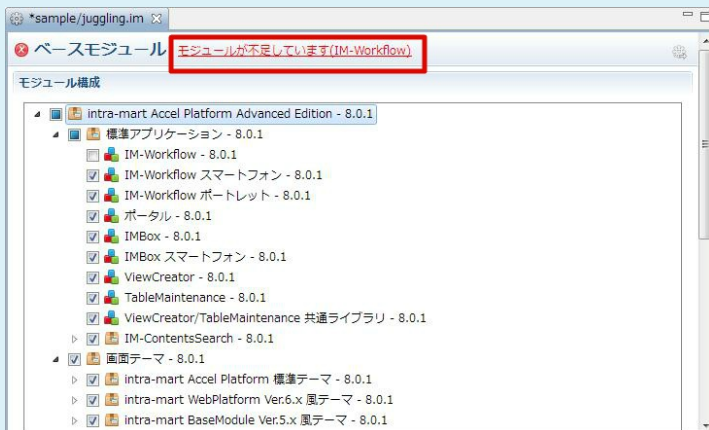 *sample/juggling.im
ベースモジュール モジュールが不足しています(IM-Workflow)
モジュール構成
intra-mart Accel Platform Advanced Edition - 8.0.1
標準アプリケーション - 8.0.1
IM-Workflow - 8.0.1
IM-Workflow スマートフォン - 8.0.1
IM-Workflow ポートレット - 8.0.1
ポータル - 8.0.1
IMBox - 8.0.1
IMBox スマートフォン - 8.0.1
ViewCreator - 8.0.1
TableMaintenance - 8.0.1
ViewCreator/TableMaintenance 共通ライブラリ - 8.0.1
IM-ContentsSearch - 8.0.1
画面テーマ - 8.0.1
intra-mart Accel Platform 標準テーマ - 8.0.1
intra-mart WebPlatform Ver.6.x 風テーマ - 8.0.1
intra-mart BaseModule Ver.5.x 風テーマ - 8.0.1